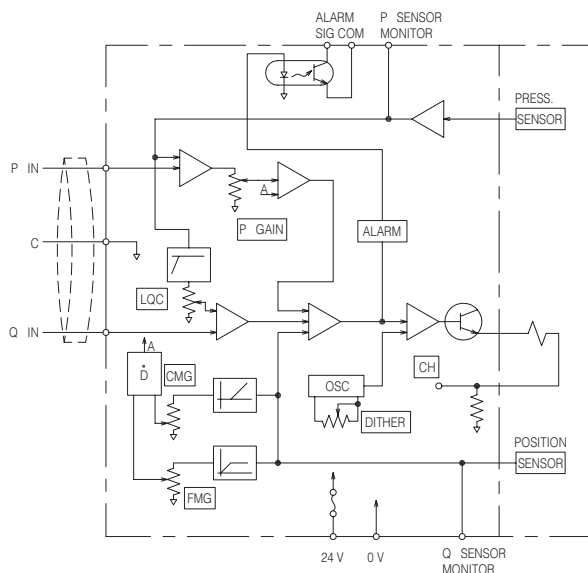 ALARM
SIG COM
P SENSOR
MONITOR
PRESS.
SENSOR
P IN
A
P GAIN
ALARM
C
LQC
Q IN
A
D
CMG
OSC
CH
DITHER
POSITION
SENSOR
FMG
24 V
0 V
Q SENSOR
MONITOR